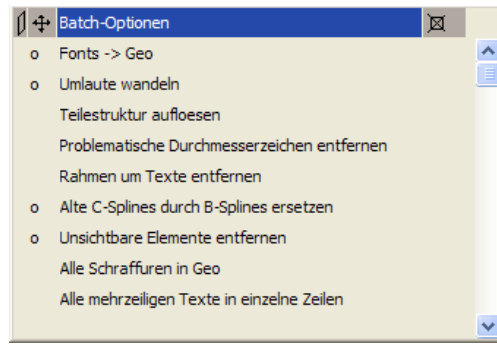 Batch-Optionen
o Fonts -> Geo
o Umlaute wandeln
Teilestruktur aufloesen
Problematische Durchmesserzeichen entfernen
Rahmen um Texte entfernen
o Alte C-Splines durch B-Splines ersetzen
o Unsichtbare Elemente entfernen
Alle Schraffuren in Geo
Alle mehrzeiligen Texte in einzelne Zeilen